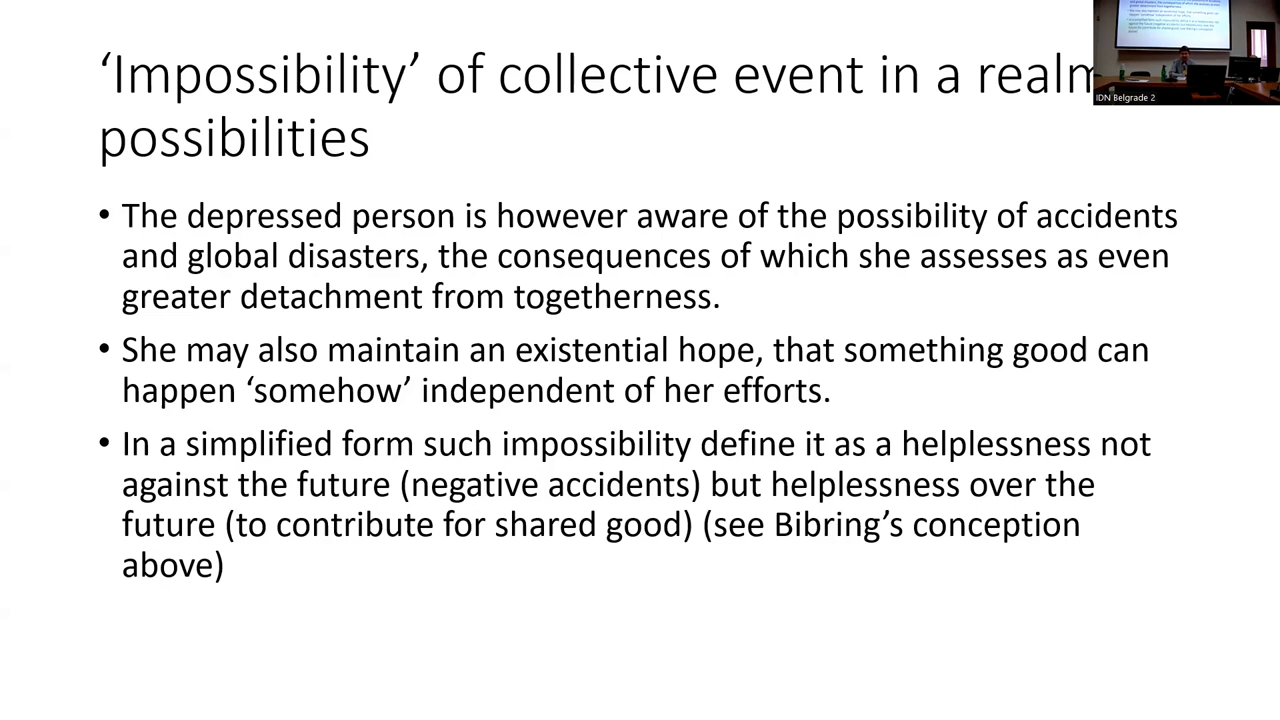 ‘Impossibility’ of collective event in a realm
possibilities
• The depressed person is however aware of the possibility of accidents
and global disasters, the consequences of which she assesses as even
greater detachment from togetherness.
• She may also maintain an existential hope, that something good can
happen ‘somehow’ independent of her efforts.
• In a simplified form such impossibility define it as a helplessness not
against the future (negative accidents) but helplessness over the
future (to contribute for shared good) (see Bibring’s conception
above)
IDN Belgrade 2